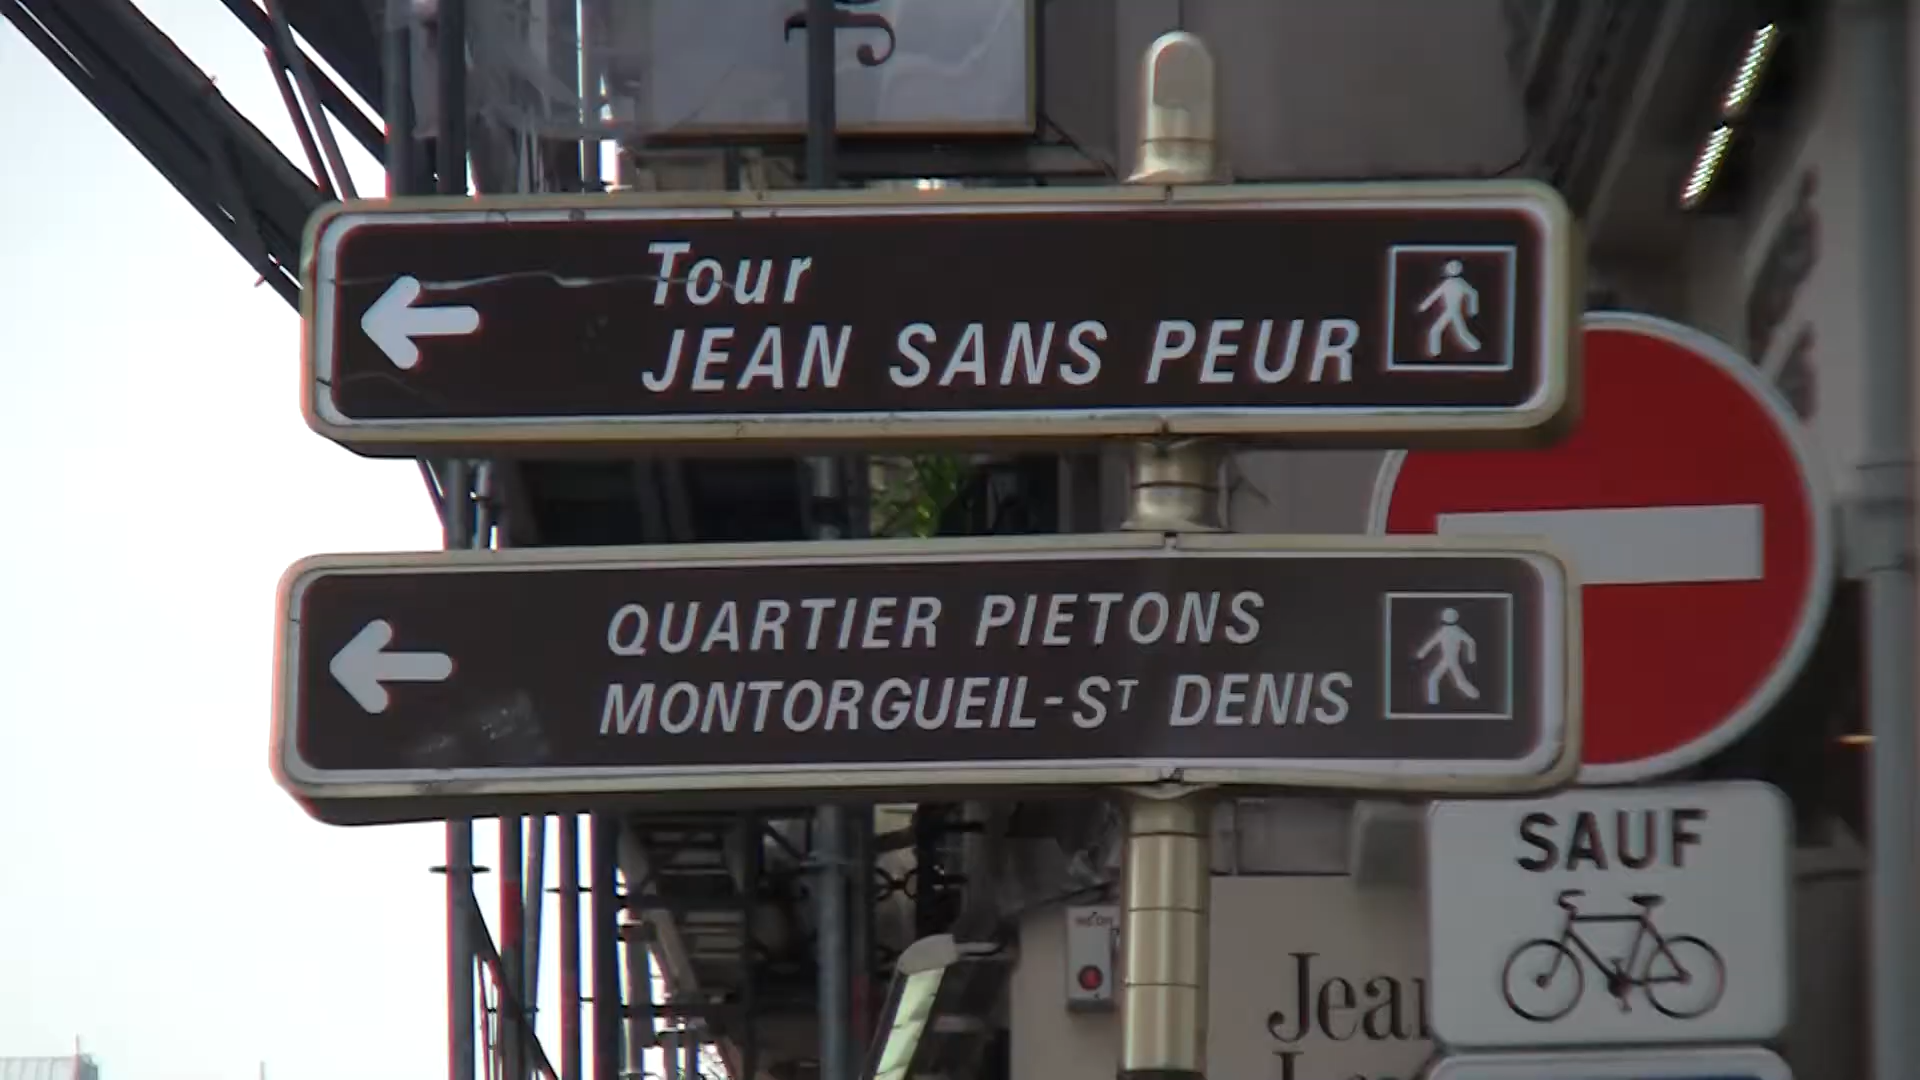 Tour
JEAN SANS PEUR
QUARTIER PIETONS
MONTORGUEIL-ST DENIS
SAUF